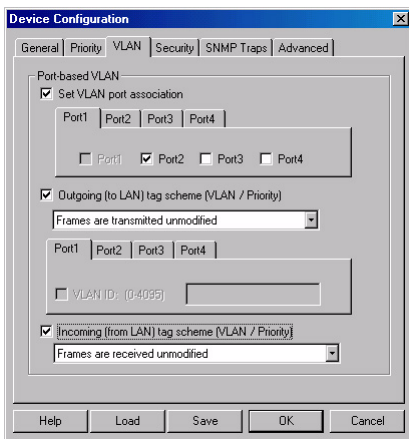 Device Configuration
General Priority VLAN Security SNMP Traps Advanced
Port-based VLAN
Set VLAN port association
Port1 Port2 Port3 Port4
Port1 Port2 Port3 Port4
Outgoing (to LAN) tag scheme (VLAN / Priority)
Frames are transmitted unmodified
Port1 Port2 Port3 Port4
VLAN ID: (0-4095)
Incoming (from LAN) tag scheme (VLAN / Priority)
Frames are received unmodified
Help Load Save OK Cancel